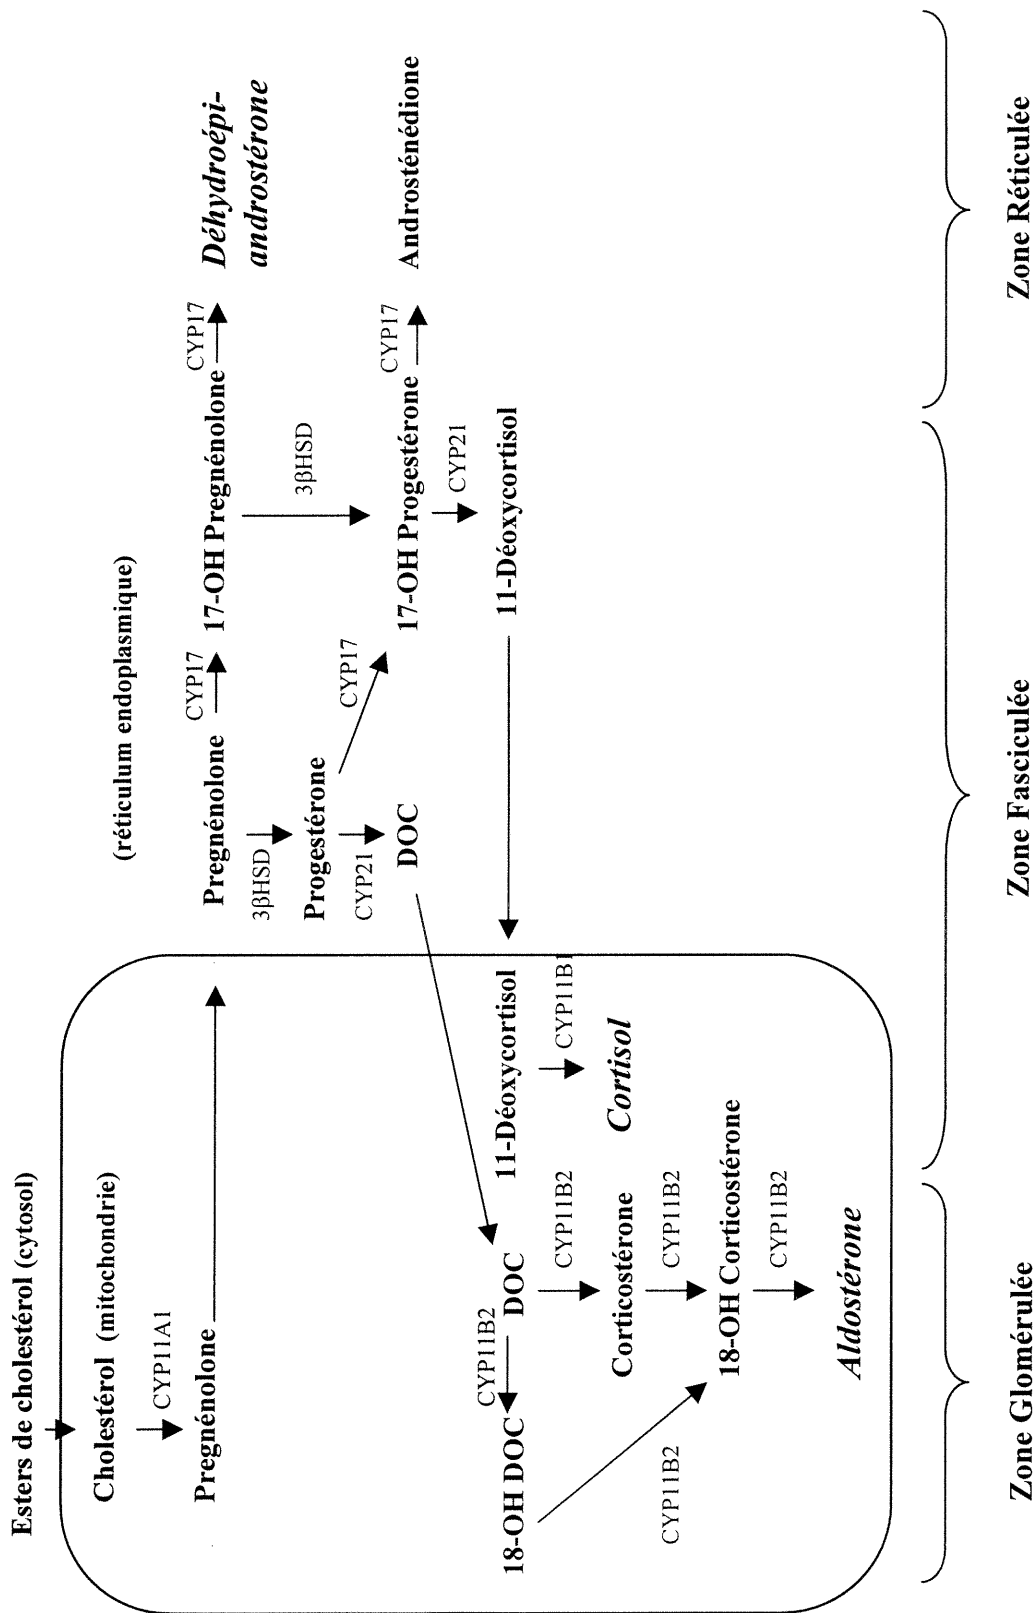 Esters de cholestérol (cytosol)
Cholestérol (mitochondrie)
CYP11A1
Pregnénolone
(réticulum endoplasmique)
Pregnénolone
CYP17
17-OH Pregnénolone
CYP17
Déhydroépi-
androstérone
3βHSD
3βHSD
Progestérone
CYP17
CYP21
DOC
17-OH Progestérone
CYP17
Androsténédione
CYP21
11-Déoxycortisol
18-OH DOC
CYP11B2
DOC
11-Déoxycortisol
CYP11B2
CYP11B1
Corticostérone
Cortisol
CYP11B2
CYP11B2
18-OH Corticostérone
CYP11B2
Aldostérone
Zone Glomérulée
Zone Fasciculée
Zone Réticulée